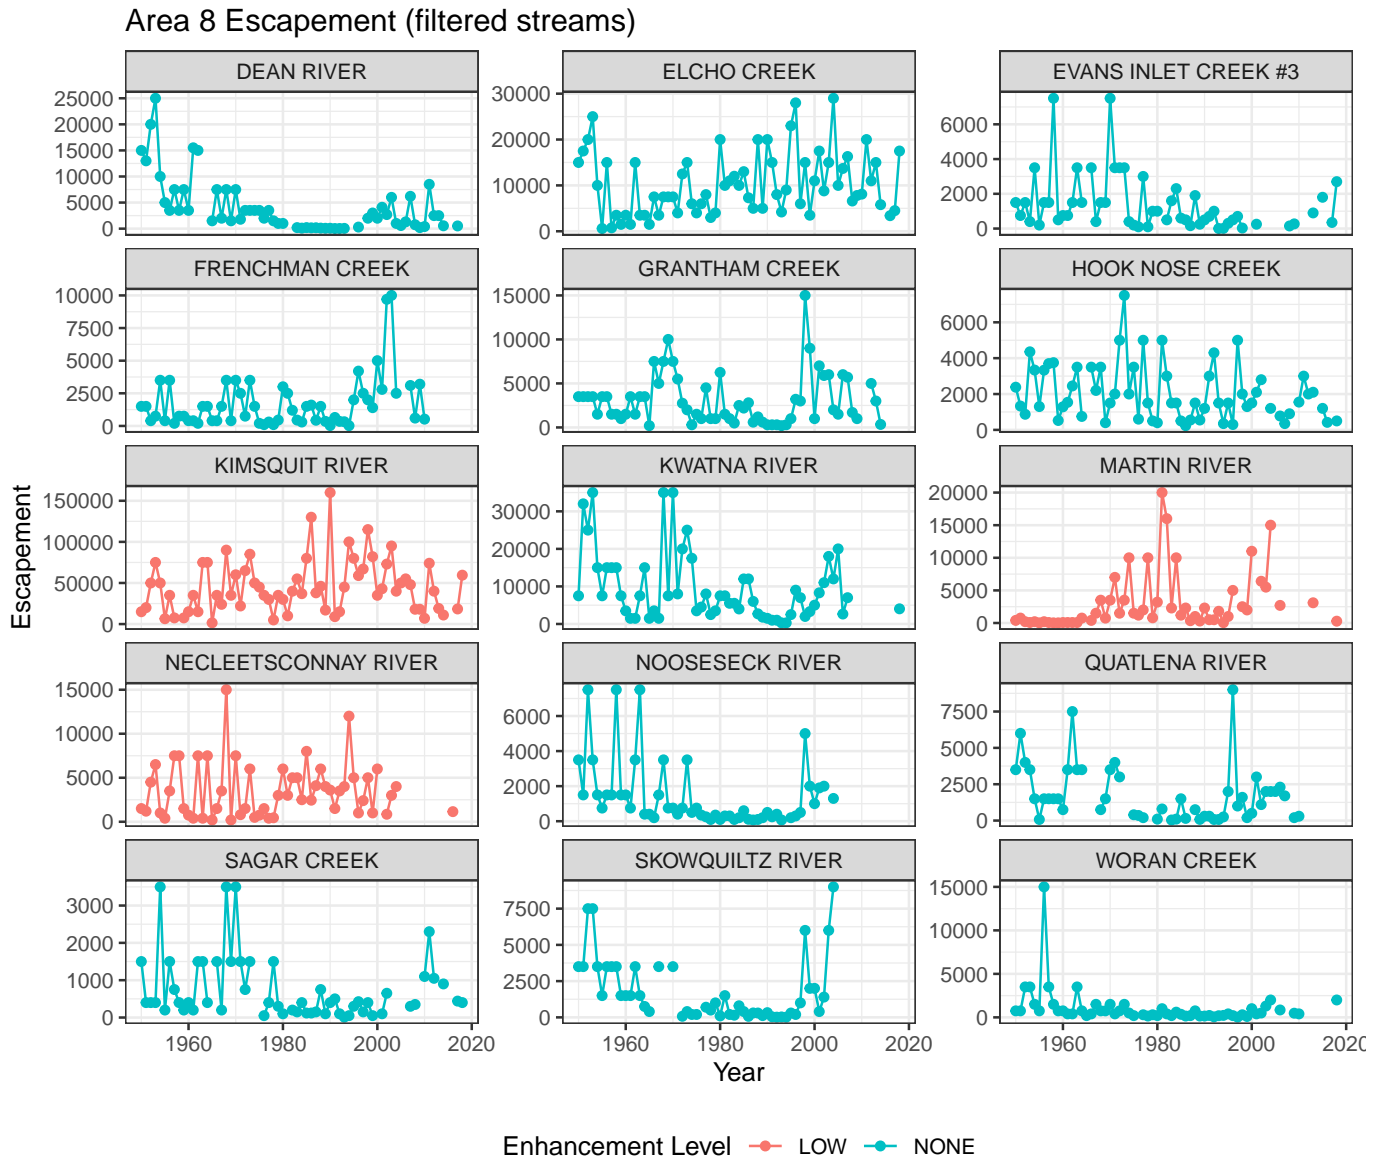 Area 8 Escapement (filtered streams)
DEAN RIVER
ELCHO CREEK
EVANS INLET CREEK #3
25000
20000
15000
10000
5000
0
30000
20000
10000
0
6000
4000
2000
0
FRENCHMAN CREEK
GRANTHAM CREEK
HOOK NOSE CREEK
10000
7500
5000
2500
0
15000
10000
5000
0
6000
4000
2000
0
KIMSQUIT RIVER
KWATNA RIVER
MARTIN RIVER
150000
100000
50000
0
30000
20000
10000
0
20000
15000
10000
5000
0
Escapement
NECLEETSCONNAY RIVER
NOOSESECK RIVER
QUATLENA RIVER
15000
10000
5000
0
6000
4000
2000
0
7500
5000
2500
0
SAGAR CREEK
SKOWQUILTZ RIVER
WORAN CREEK
3000
2000
1000
0
7500
5000
2500
0
15000
10000
5000
0
1960 1980 2000 2020
1960 1980 2000 2020
1960 1980 2000 2020
Year
Enhancement Level LOW NONE